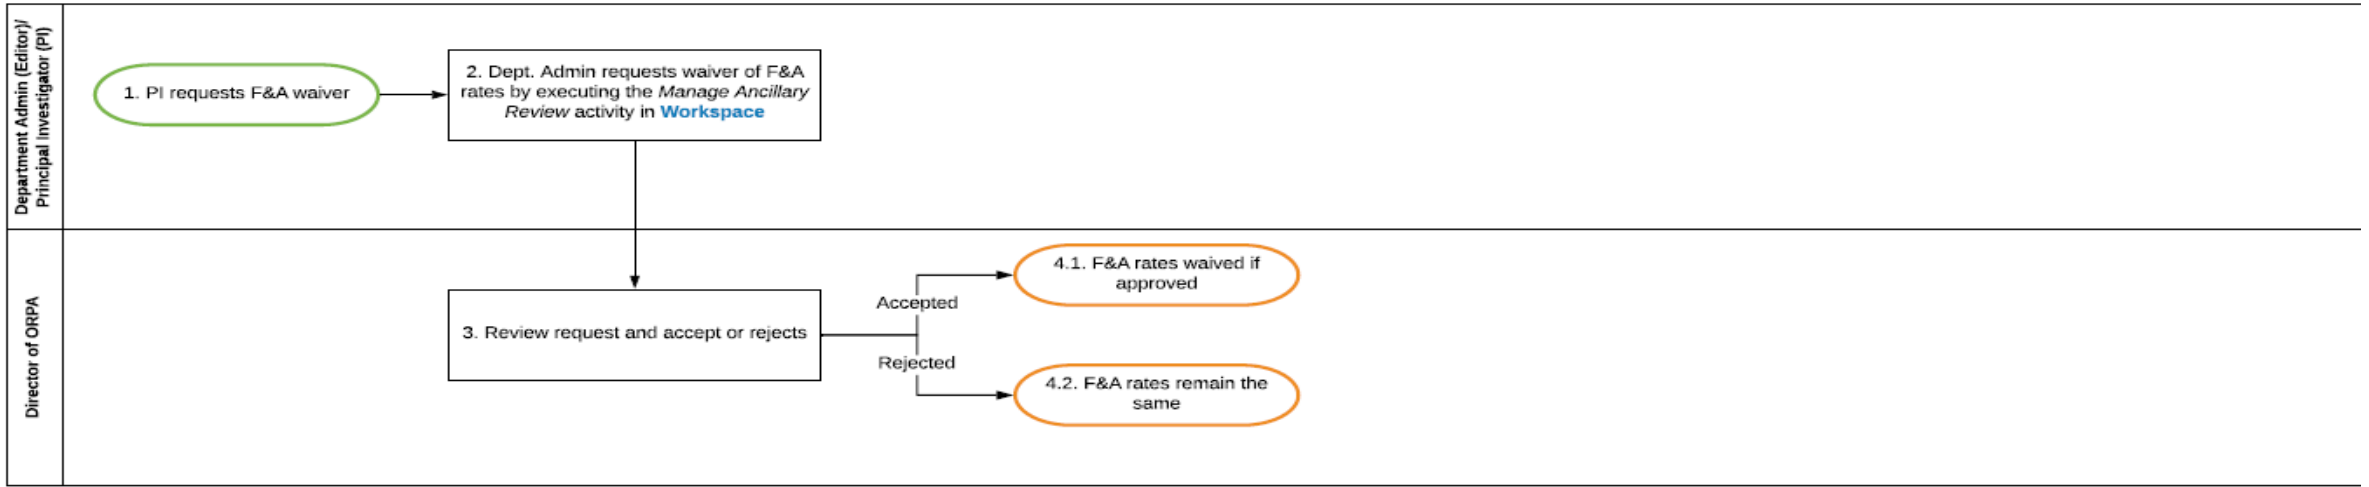 Department Admin (Editor)/
Principal Investigator (PI)
1. PI requests F&A waiver
2. Dept. Admin requests waiver of F&A
rates by executing the Manage Ancillary
Review activity in Workspace
Director of ORPA
3. Review request and accept or rejects
Accepted
Rejected
4.1. F&A rates waived if
approved
4.2. F&A rates remain the
same